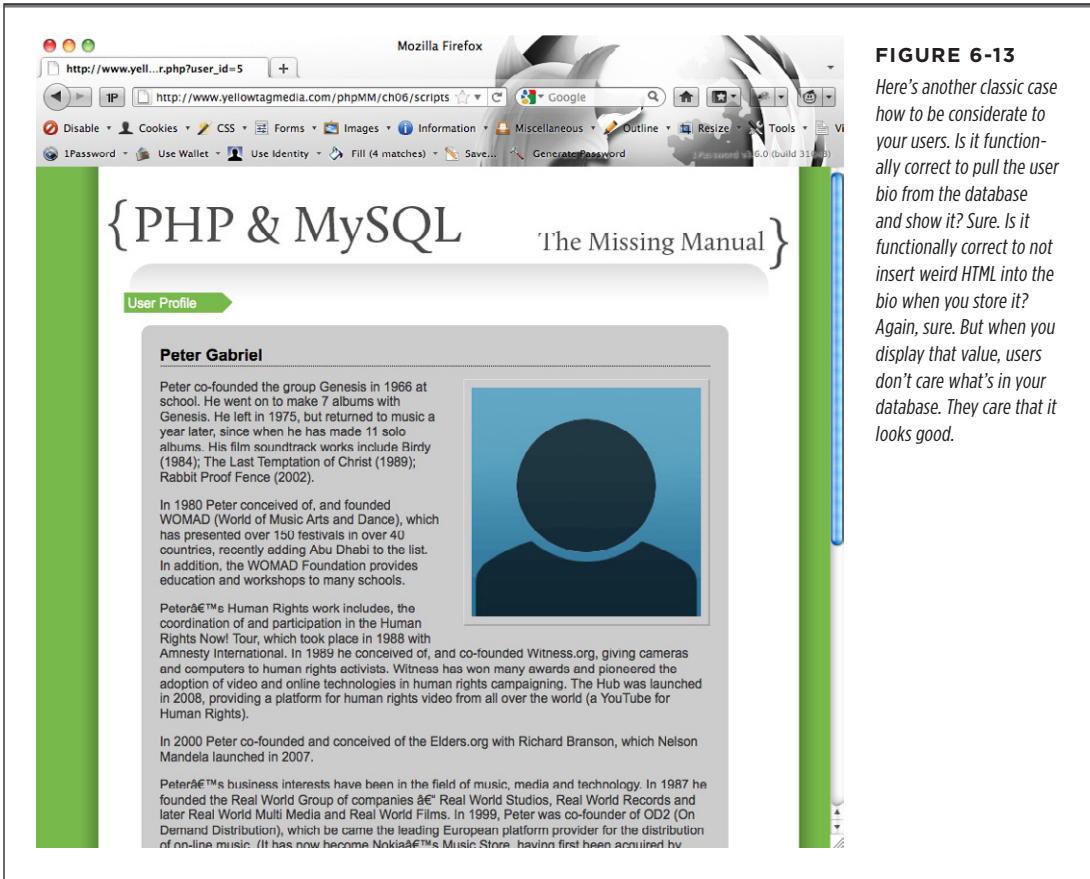 Mozilla Firefox
http://www.yell...r.php?user_id=5
+
1P
http://www.yellowtagmedia.com/phpMM/ch06/scripts
Google
Disable Cookies CSS Forms Images Information Miscellaneous Outline Resize Tools Vi
1Password Use Wallet Use Identity Fill (4 matches) Save... Generate Password
{PHP & MySQL
The Missing Manual}
User Profile
Peter Gabriel
Peter co-founded the group Genesis in 1966 at
school. He went on to make 7 albums with
Genesis. He left in 1975, but returned to music a
year later, since when he has made 11 solo
albums. His film soundtrack works include Birdy
(1984); The Last Temptation of Christ (1989);
Rabbit Proof Fence (2002).
In 1980 Peter conceived of, and founded
WOMAD (World of Music Arts and Dance), which
has presented over 150 festivals in over 40
countries, recently adding Abu Dhabi to the list.
In addition, the WOMAD Foundation provides
education and workshops to many schools.
Peterâ€™s Human Rights work includes, the
coordination of and participation in the Human
Rights Now! Tour, which took place in 1988 with
Amnesty International. In 1989 he conceived of, and co-founded Witness.org, giving cameras
and computers to human rights activists. Witness has won many awards and pioneered the
adoption of video and online technologies in human rights campaigning. The Hub was launched
in 2008, providing a platform for human rights video from all over the world (a YouTube for
Human Rights).
In 2000 Peter co-founded and conceived of the Elders.org with Richard Branson, which Nelson
Mandela launched in 2007.
Peterâ€™s business interests have been in the field of music, media and technology. In 1987 he
founded the Real World Group of companies â€“ Real World Studios, Real World Records and
later Real World Multi Media and Real World Films. In 1999, Peter was co-founder of OD2 (On
Demand Distribution), which be came the leading European platform provider for the distribution
of on-line music. (It has now become Nokiaâ€™s Music Store, having first been acquired by
FIGURE 6-13
Here's another classic case
how to be considerate to
your users. Is it function-
ally correct to pull the user
bio from the database
and show it? Sure. Is it
functionally correct to not
insert weird HTML into the
bio when you store it?
Again, sure. But when you
display that value, users
don't care what's in your
database. They care that it
looks good.